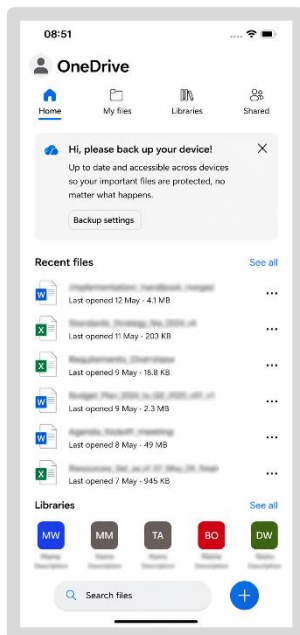 08:51
OneDrive
Home My files Libraries Shared
Hi, please back up your device!
Up to date and accessible across devices
so your important files are protected, no
matter what happens.
Backup settings
Recent files See all
Last opened 12 May - 4.1 MB
Last opened 11 May - 203 KB
Last opened 9 May - 18.8 KB
Last opened 9 May - 2.3 MB
Last opened 8 May - 49 MB
Last opened 7 May - 945 KB
Libraries See all
MW MM TA BO DW
Search files